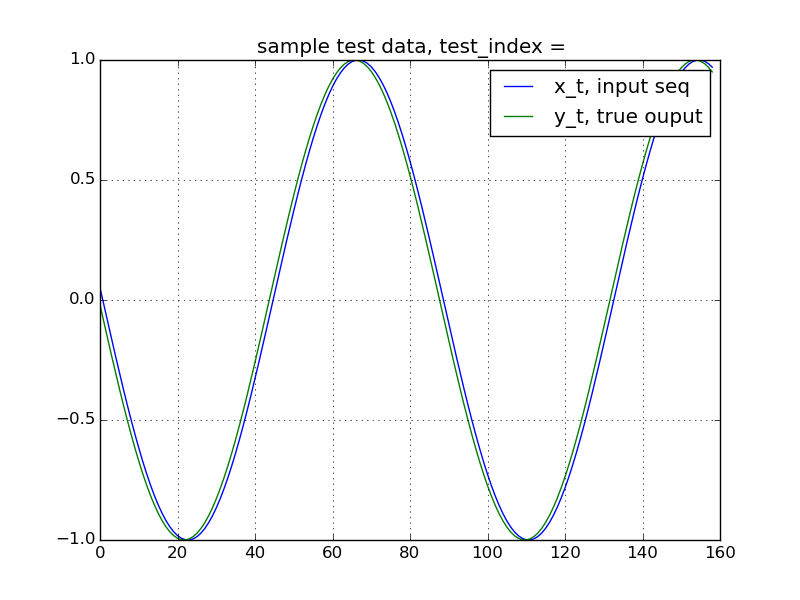 sample test data, test_index =
x_t, input seq
y_t, true ouput
1.0
0.5
0.0
−0.5
−1.0
0 20 40 60 80 100 120 140 160